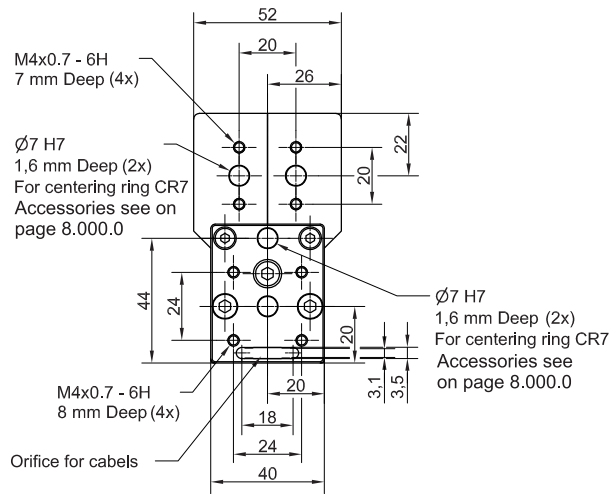 52
20
26
M4x0.7 - 6H
7 mm Deep (4x)
Ø7 H7
1,6 mm Deep (2x)
For centering ring CR7
Accessories see on
page 8.000.0
22
20
44
24
20
Ø7 H7
1,6 mm Deep (2x)
For centering ring CR7
Accessories see
on page 8.000.0
3,1
3,5
M4x0.7 - 6H
8 mm Deep (4x)
20
18
Orifice for cabels
24
40